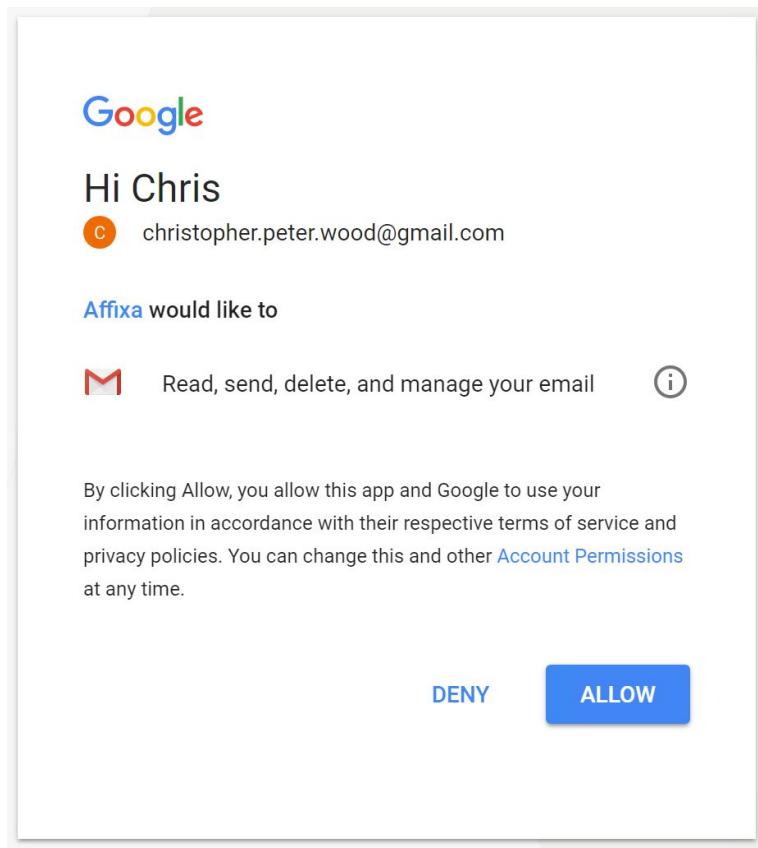 Google
Hi Chris
C christopher.peter.wood@gmail.com
Affixa would like to
Read, send, delete, and manage your email
By clicking Allow, you allow this app and Google to use your
information in accordance with their respective terms of service and
privacy policies. You can change this and other Account Permissions
at any time.
DENY ALLOW